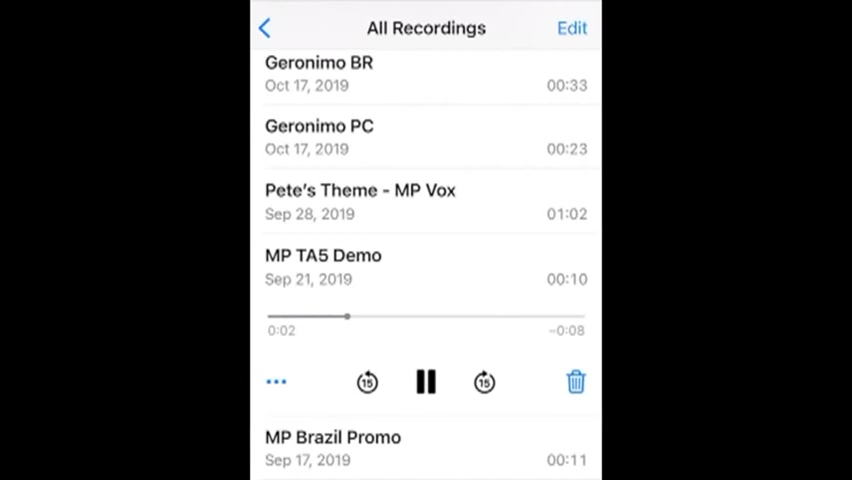 All Recordings
Edit
Geronimo BR
Oct 17, 2019
00:33
Geronimo PC
Oct 17, 2019
00:23
Pete's Theme - MP Vox
Sep 28, 2019
01:02
MP TA5 Demo
Sep 21, 2019
00:10
0:02
-0:08
15
15
MP Brazil Promo
Sep 17, 2019
00:11